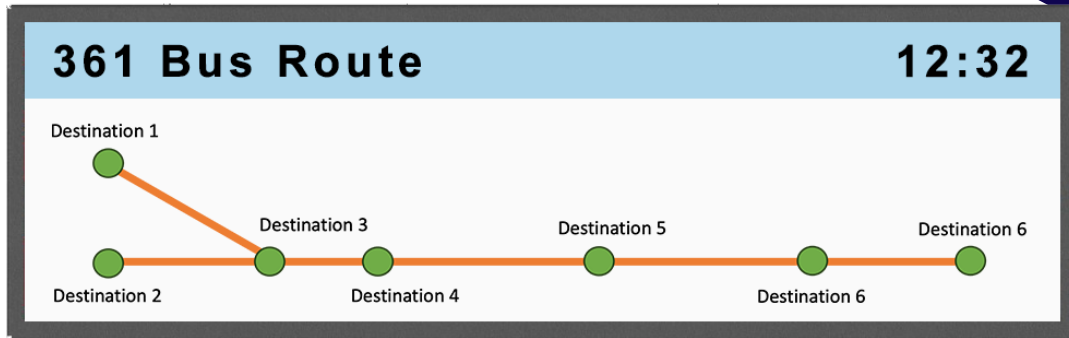 361 Bus Route 12:32
Destination 1
Destination 3
Destination 5
Destination 6
Destination 2
Destination 4
Destination 6